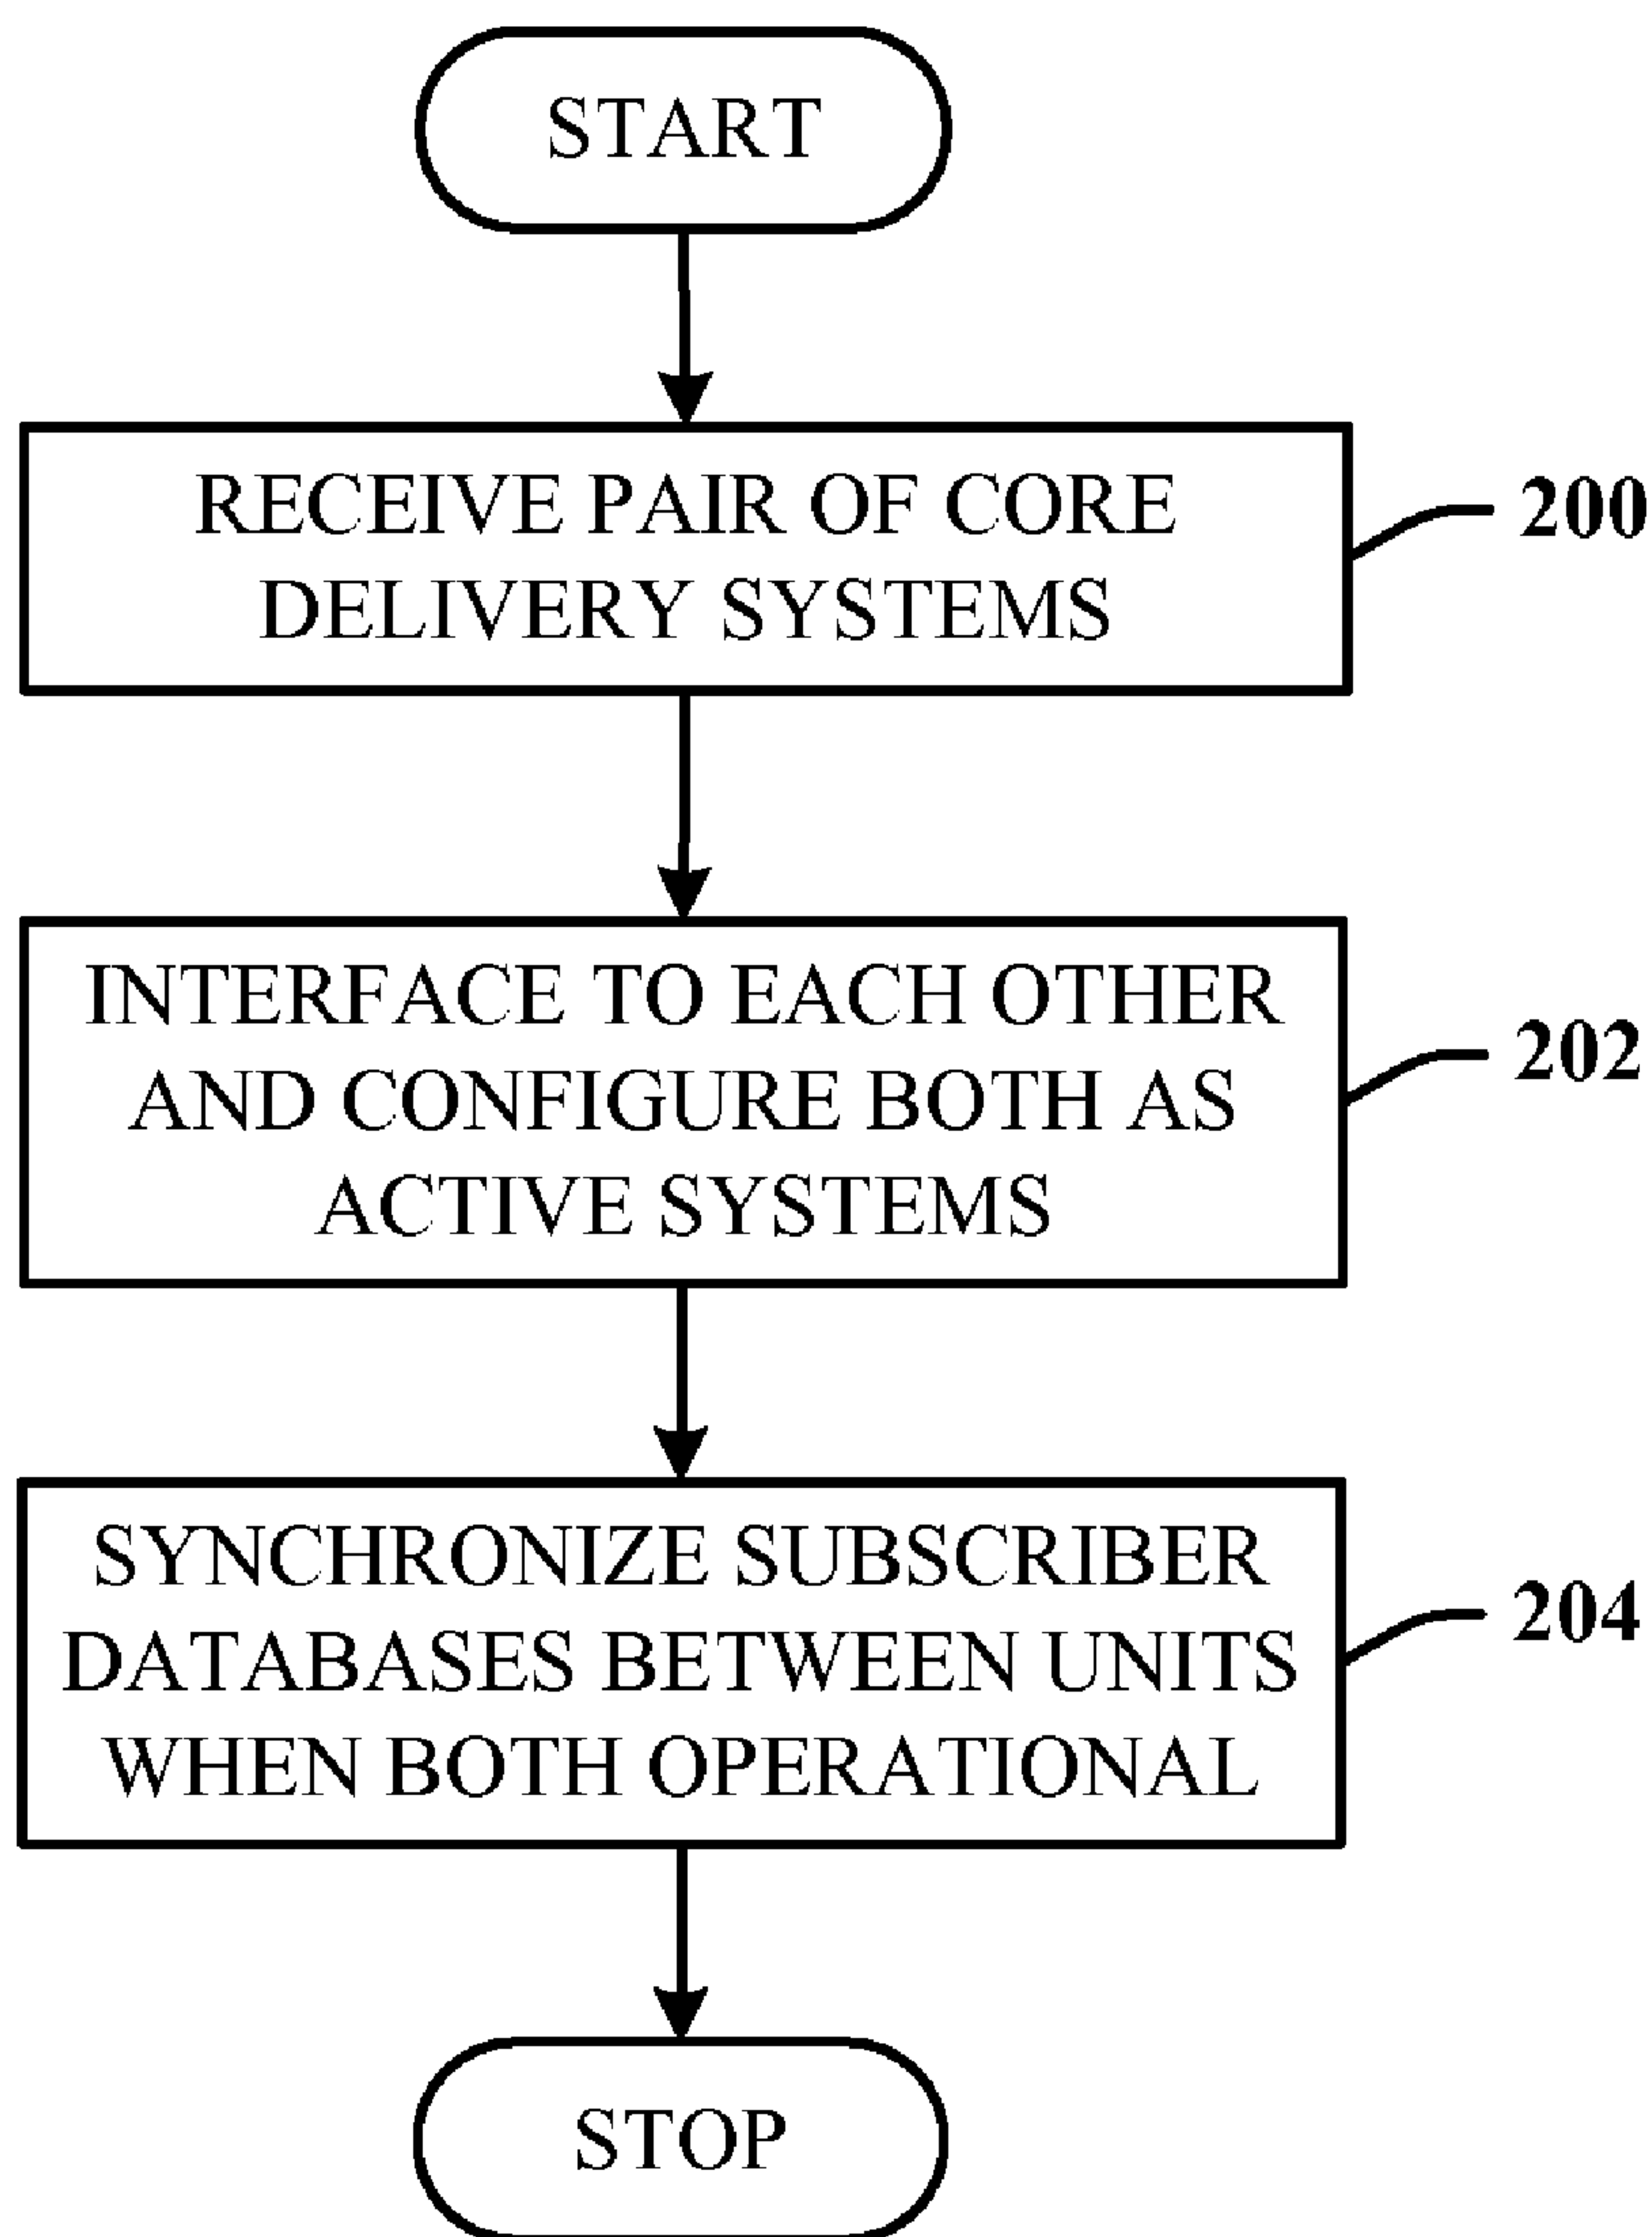 START
RECEIVE PAIR OF CORE
DELIVERY SYSTEMS
200
INTERFACE TO EACH OTHER
AND CONFIGURE BOTH AS
ACTIVE SYSTEMS
202
SYNCHRONIZE SUBSCRIBER
DATABASES BETWEEN UNITS
WHEN BOTH OPERATIONAL
204
STOP